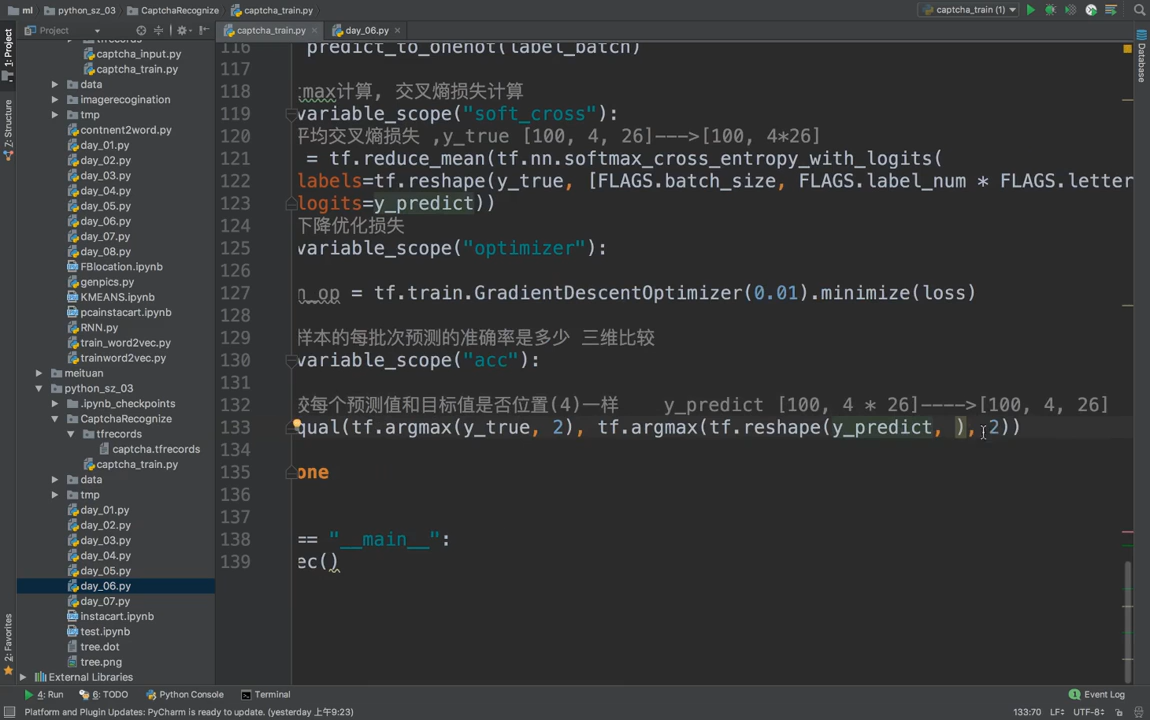 ml python_sz_03 CaptchaRecognize captcha_train.py captcha_train (1)
Project captcha_train.py day_06.py
1: Project
7: Structure
2: Favorites
Database
tfrecords
captcha_input.py
captcha_train.py
data
imagerecogination
tmp
contnent2word.py
day_01.py
day_02.py
day_03.py
day_04.py
day_05.py
day_06.py
day_07.py
day_08.py
FBlocation.ipynb
genpics.py
KMEANS.ipynb
pcainstacart.ipynb
RNN.py
train_word2vec.py
trainword2vec.py
meituan
python_sz_03
.ipynb_checkpoints
CaptchaRecognize
tfrecords
captcha.tfrecords
captcha_train.py
data
tmp
day_01.py
day_02.py
day_03.py
day_04.py
day_05.py
day_06.py
day_07.py
instacart.ipynb
test.ipynb
tree.dot
tree.png
External Libraries
116 predict_to_onehot(label_batch)
117
118 max计算, 交叉熵损失计算
119 variable_scope("soft_cross"):
120 平均交叉熵损失 ,y_true [100, 4, 26]--->[100, 4*26]
121 = tf.reduce_mean(tf.nn.softmax_cross_entropy_with_logits(
122 labels=tf.reshape(y_true, [FLAGS.batch_size, FLAGS.label_num * FLAGS.letter
123 logits=y_predict))
124 下降优化损失
125 variable_scope("optimizer"):
126
127 n_op = tf.train.GradientDescentOptimizer(0.01).minimize(loss)
128
129 样本的每批次预测的准确率是多少 三维比较
130 variable_scope("acc"):
131
132 较每个预测值和目标值是否位置(4)一样 y_predict [100, 4 * 26]---->[100, 4, 26]
133 qual(tf.argmax(y_true, 2), tf.argmax(tf.reshape(y_predict, ), 2))
134
135 one
136
137
138 == "__main__":
139 ec()
4: Run 6: TODO Python Console Terminal Event Log
Platform and Plugin Updates: PyCharm is ready to update. (yesterday 上午9:23) 133:70 LF÷ UTF-8÷